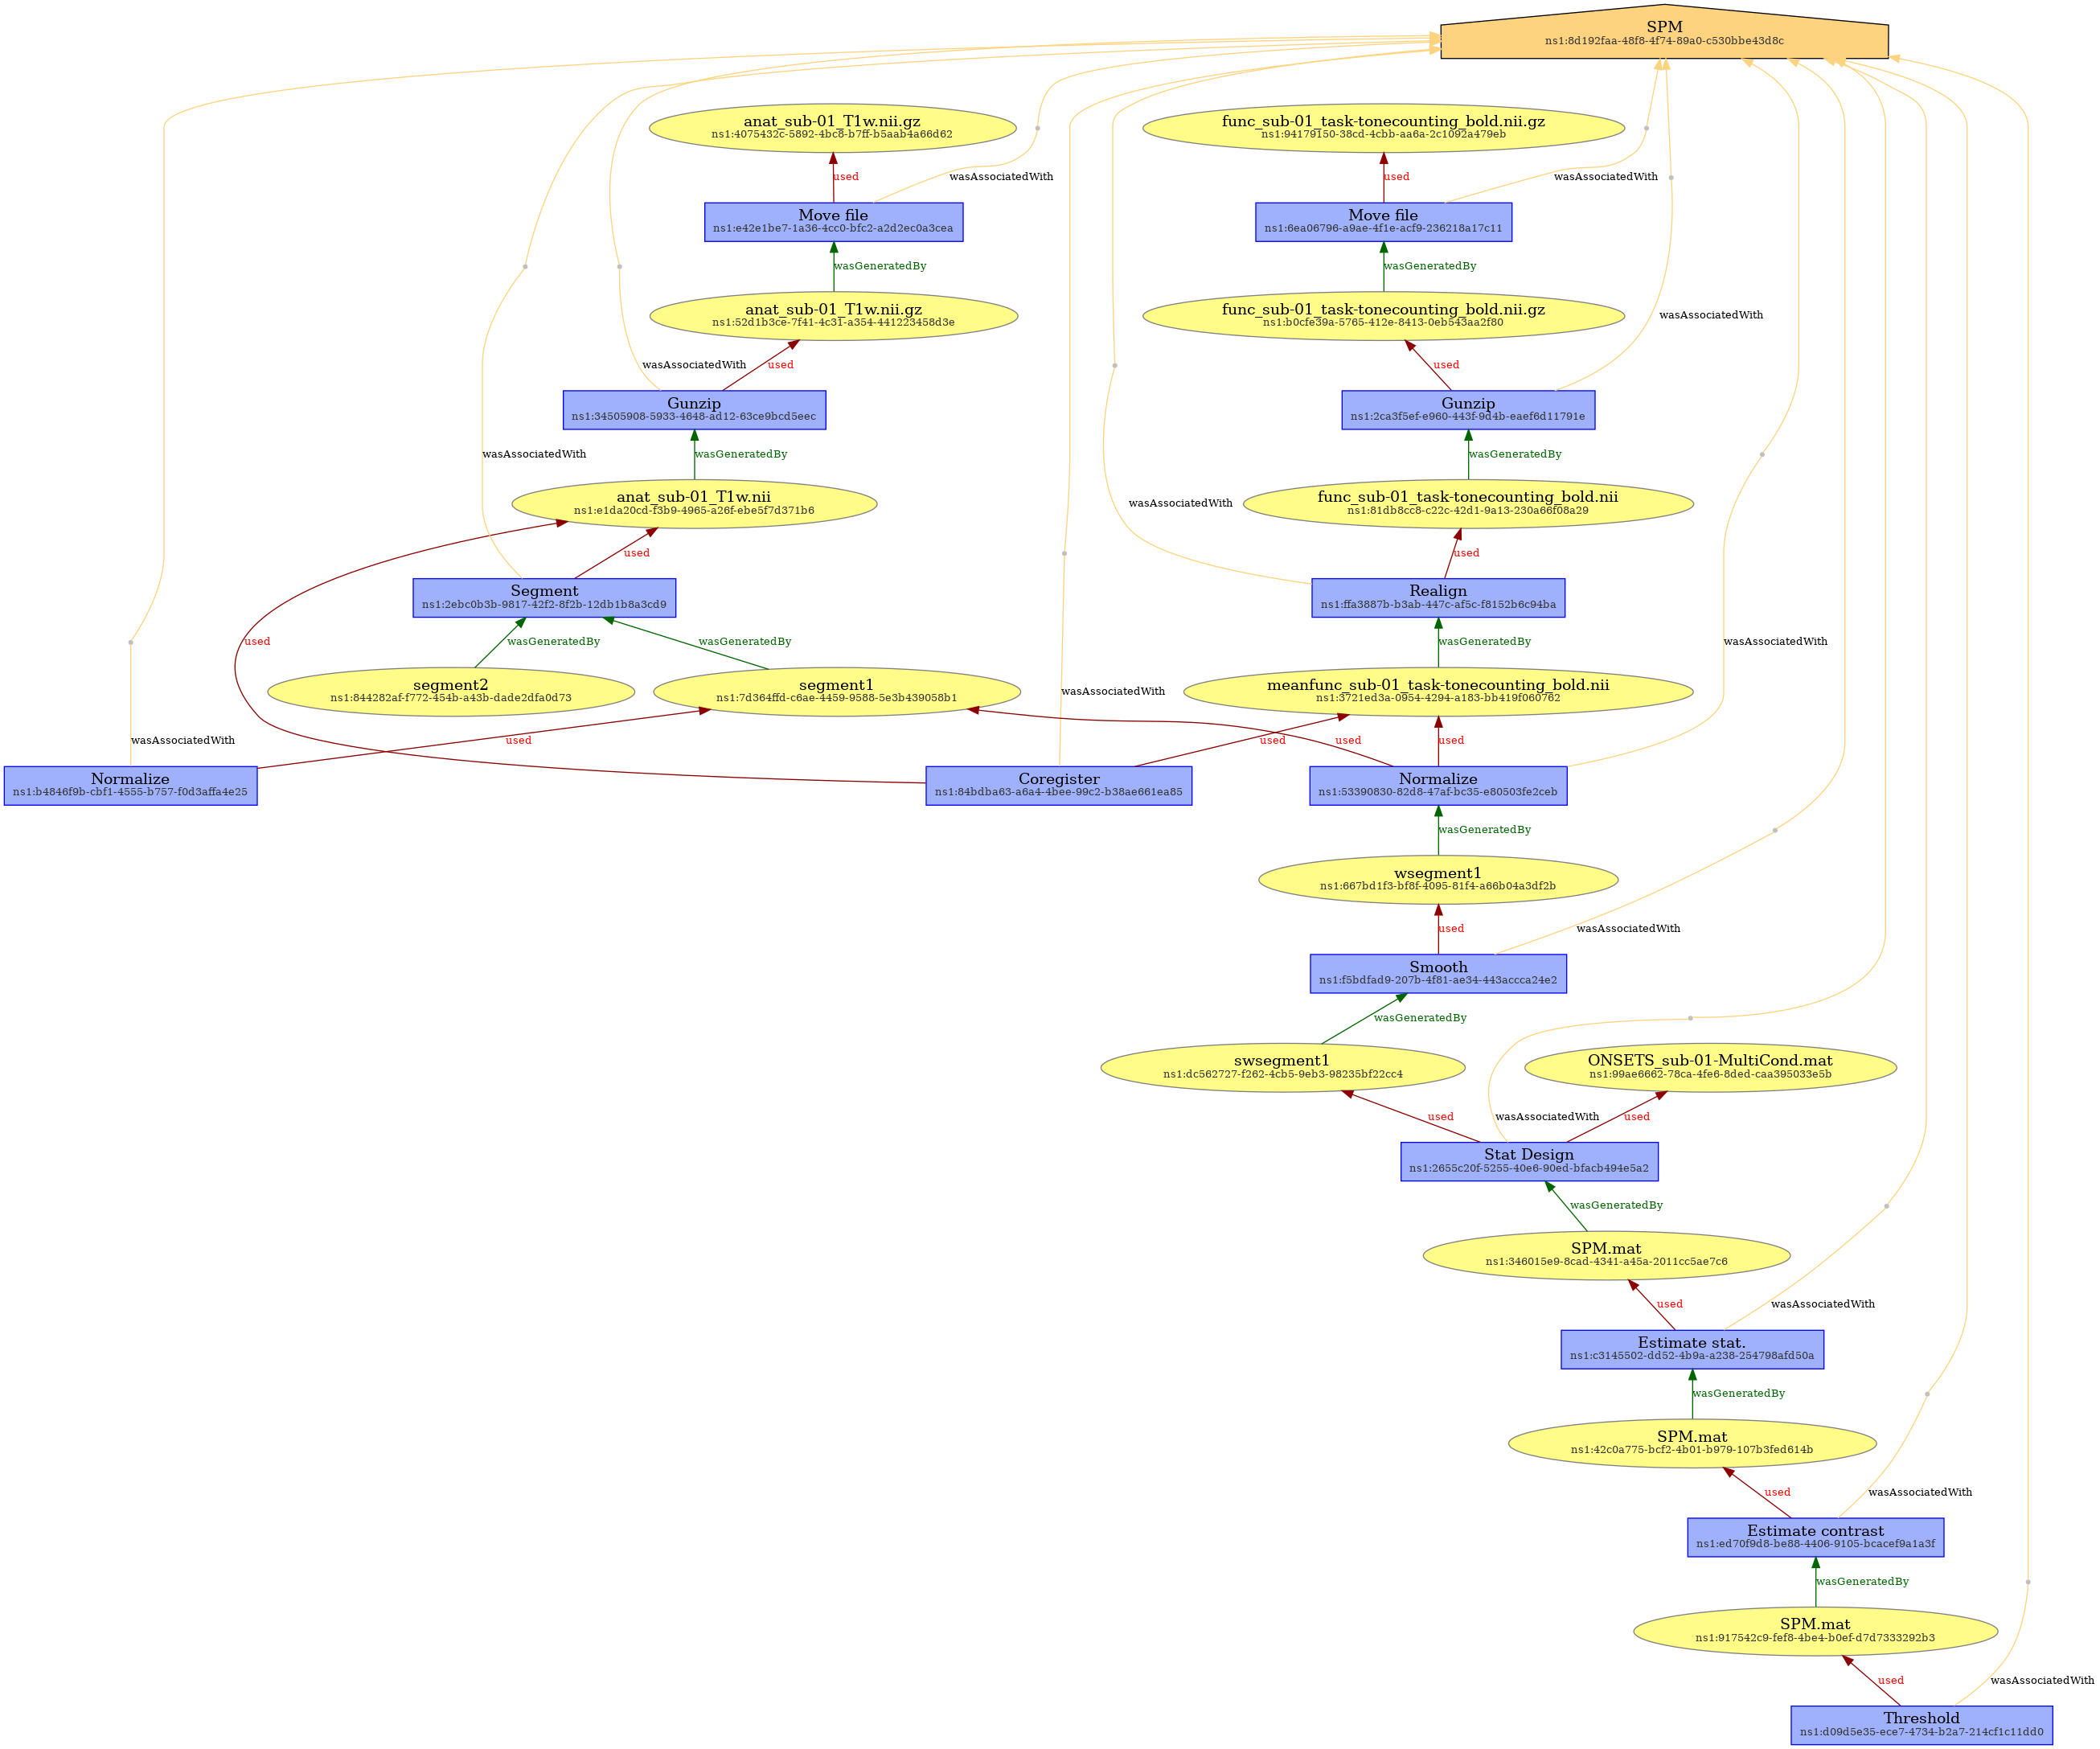 SPM
ns1:8d192faa-48f8-4f74-89a0-c530bbe43d8c
anat_sub-01_T1w.nii.gz
ns1:4075432c-5892-4bc8-b7ff-b5aab4a66d62
func_sub-01_task-tonecounting_bold.nii.gz
ns1:94179150-38cd-4cbb-aa6a-2c1092a479eb
used
wasAssociatedWith
used
wasAssociatedWith
Move file
ns1:e42e1be7-1a36-4cc0-bfc2-a2d2ec0a3cea
Move file
ns1:6ea06796-a9ae-4f1e-acf9-236218a17c11
wasGeneratedBy
wasGeneratedBy
anat_sub-01_T1w.nii.gz
ns1:52d1b3ce-7f41-4c31-a354-441223458d3e
func_sub-01_task-tonecounting_bold.nii.gz
ns1:b0cfe39a-5765-412e-8413-0eb543aa2f80
wasAssociatedWith
wasAssociatedWith
used
used
Gunzip
ns1:34505908-5933-4648-ad12-63ce9bcd5eec
Gunzip
ns1:2ca3f5ef-e960-443f-9d4b-eaef6d11791e
wasAssociatedWith
wasGeneratedBy
wasGeneratedBy
anat_sub-01_T1w.nii
ns1:e1da20cd-f3b9-4965-a26f-ebe5f7d371b6
wasAssociatedWith
func_sub-01_task-tonecounting_bold.nii
ns1:81db8cc8-c22c-42d1-9a13-230a66f08a29
used
used
Segment
ns1:2ebc0b3b-9817-42f2-8f2b-12db1b8a3cd9
Realign
ns1:ffa3887b-b3ab-447c-af5c-f8152b6c94ba
used
wasGeneratedBy
wasGeneratedBy
wasGeneratedBy
wasAssociatedWith
segment2
ns1:844282af-f772-454b-a43b-dade2dfa0d73
segment1
ns1:7d364ffd-c6ae-4459-9588-5e3b439058b1
wasAssociatedWith
meanfunc_sub-01_task-tonecounting_bold.nii
ns1:3721ed3a-0954-4294-a183-bb419f060762
wasAssociatedWith
used
used
used
used
Normalize
ns1:b4846f9b-cbf1-4555-b757-f0d3affa4e25
Coregister
ns1:84bdba63-a6a4-4bee-99c2-b38ae661ea85
Normalize
ns1:53390830-82d8-47af-bc35-e80503fe2ceb
wasGeneratedBy
wsegment1
ns1:667bd1f3-bf8f-4095-81f4-a66b04a3df2b
used
wasAssociatedWith
Smooth
ns1:f5bdfad9-207b-4f81-ae34-443accca24e2
wasGeneratedBy
swsegment1
ns1:dc562727-f262-4cb5-9eb3-98235bf22cc4
ONSETS_sub-01-MultiCond.mat
ns1:99ae6662-78ca-4fe6-8ded-caa395033e5b
used
wasAssociatedWith
used
Stat Design
ns1:2655c20f-5255-40e6-90ed-bfacb494e5a2
wasGeneratedBy
SPM.mat
ns1:346015e9-8cad-4341-a45a-2011cc5ae7c6
used
wasAssociatedWith
Estimate stat.
ns1:c3145502-dd52-4b9a-a238-254798afd50a
wasGeneratedBy
SPM.mat
ns1:42c0a775-bcf2-4b01-b979-107b3fed614b
used
wasAssociatedWith
Estimate contrast
ns1:ed70f9d8-be88-4406-9105-bcacef9a1a3f
wasGeneratedBy
SPM.mat
ns1:917542c9-fef8-4be4-b0ef-d7d7333292b3
used
wasAssociatedWith
Threshold
ns1:d09d5e35-ece7-4734-b2a7-214cf1c11dd0